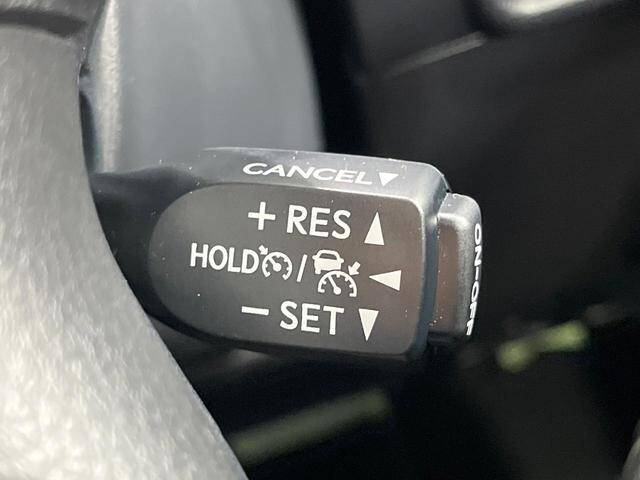 CANCEL▼
+ RES ▲
HOLD / ◀
− SET ▼
ON-OFF